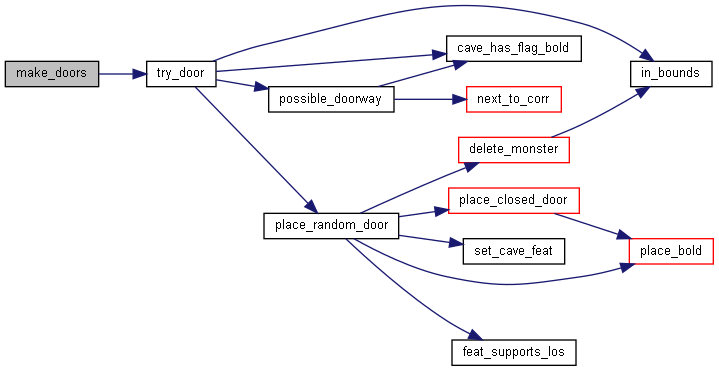 make_doors
try_door
cave_has_flag_bold
in_bounds
possible_doorway
next_to_corr
delete_monster
place_closed_door
place_random_door
set_cave_feat
place_bold
feat_supports_los